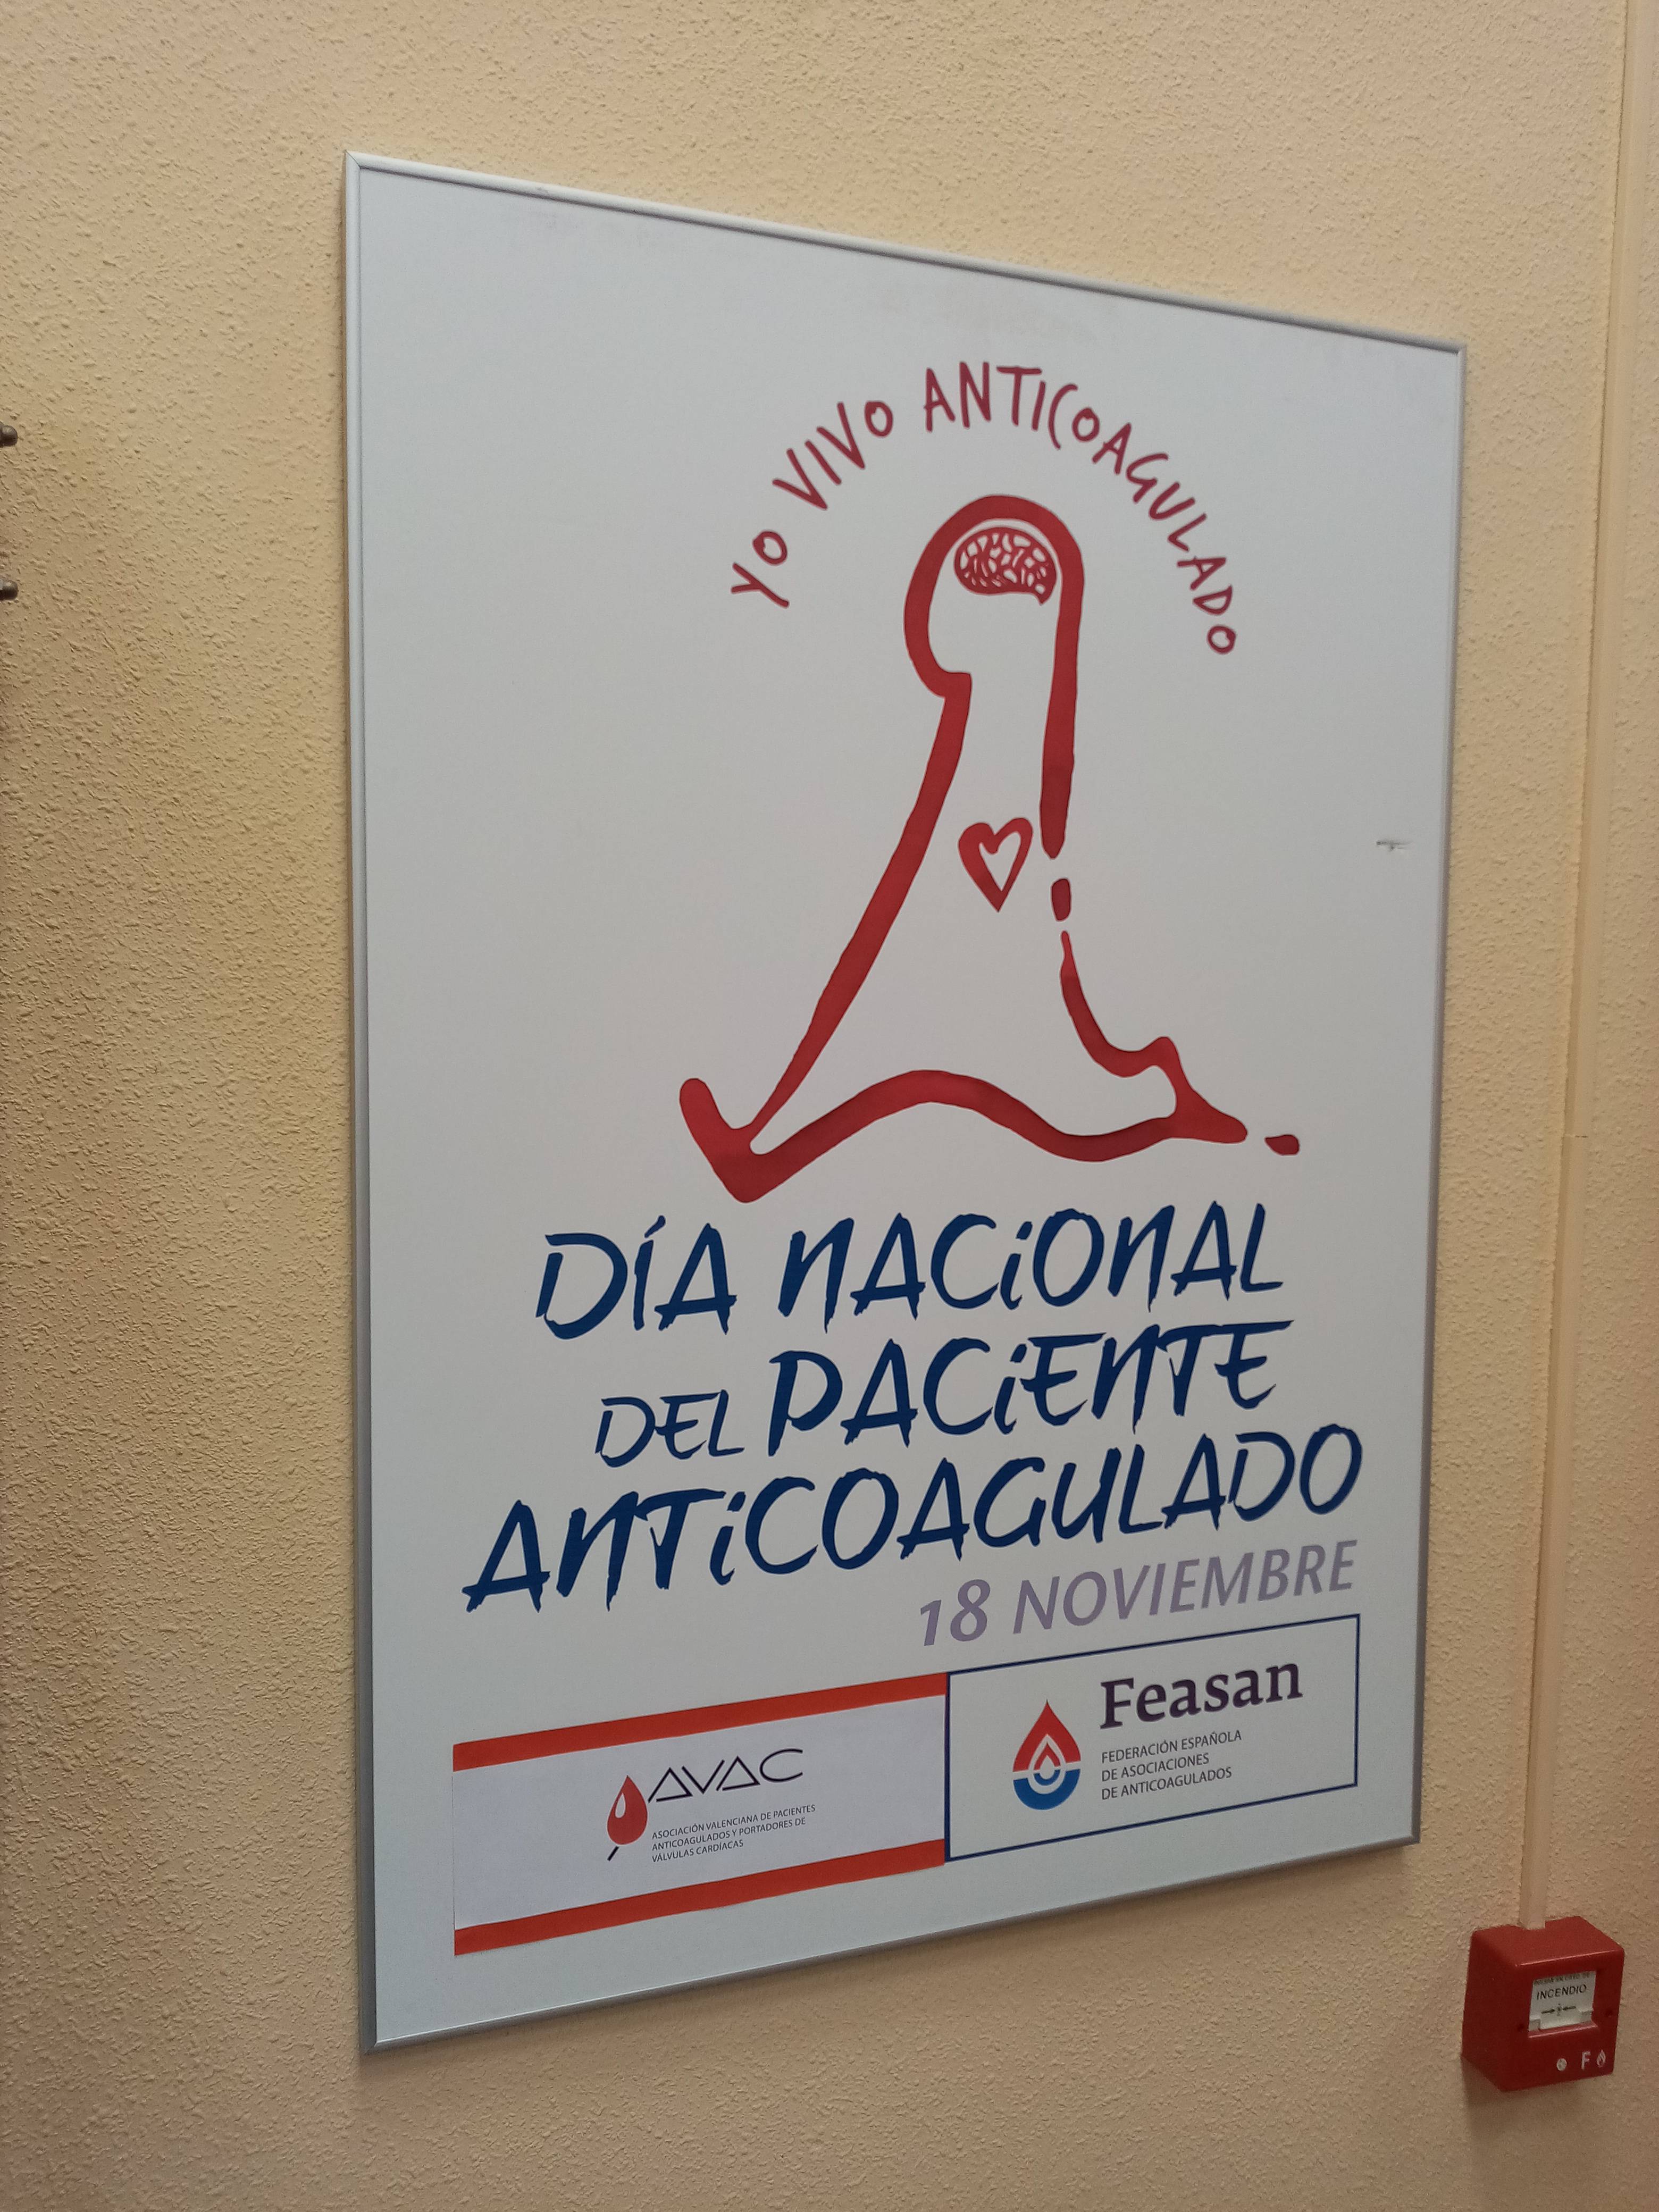 YO VIVO ANTICOAGULADO
DÍA NACIONAL
DEL PACIENTE
ANTICOAGULADO
18 NOVIEMBRE
AVAC
ASOCIACIÓN VALENCIANA DE PACIENTES
ANTICOAGULADOS Y PORTADORES DE
VÁLVULAS CARDÍACAS
Feasan
FEDERACIÓN ESPAÑOLA
DE ASOCIACIONES
DE ANTICOAGULADOS
INCENDIO
F